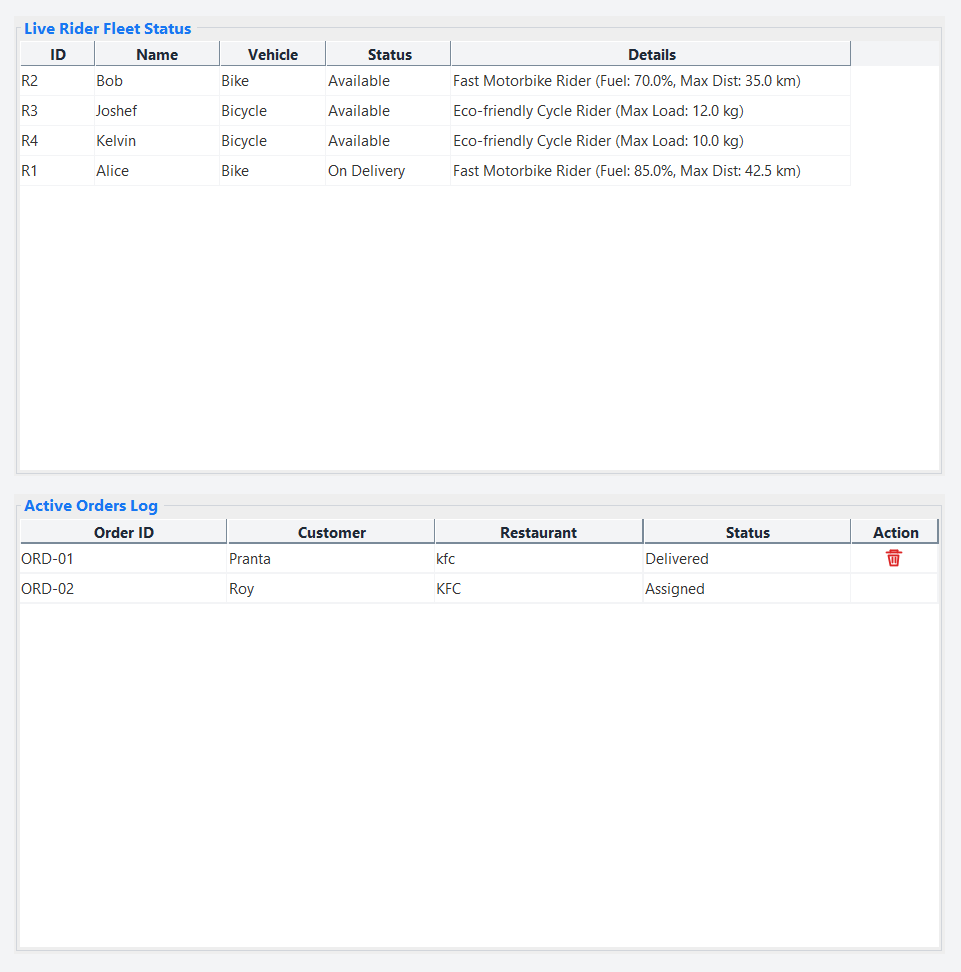 Live Rider Fleet Status
ID Name Vehicle Status Details
R2 Bob Bike Available Fast Motorbike Rider (Fuel: 70.0%, Max Dist: 35.0 km)
R3 Joshef Bicycle Available Eco-friendly Cycle Rider (Max Load: 12.0 kg)
R4 Kelvin Bicycle Available Eco-friendly Cycle Rider (Max Load: 10.0 kg)
R1 Alice Bike On Delivery Fast Motorbike Rider (Fuel: 85.0%, Max Dist: 42.5 km)
Active Orders Log
Order ID Customer Restaurant Status Action
ORD-01 Pranta kfc Delivered
ORD-02 Roy KFC Assigned